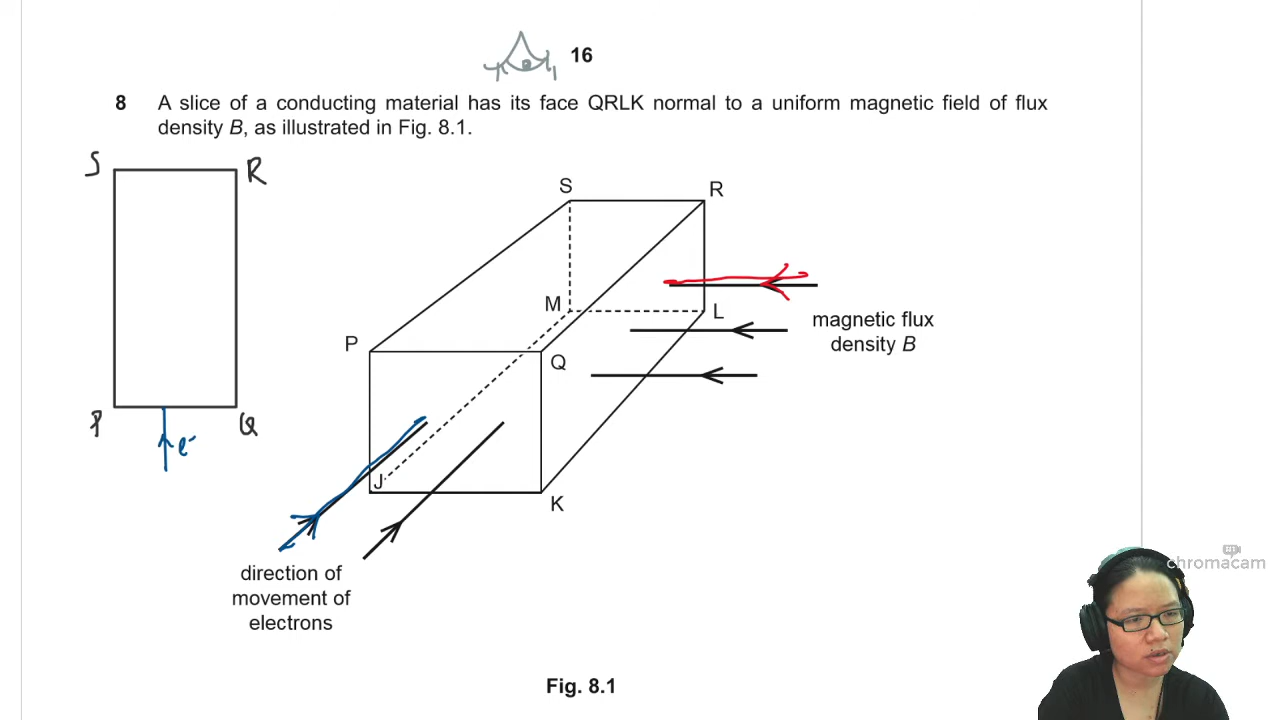 16
8 A slice of a conducting material has its face QRLK normal to a uniform magnetic field of flux
density B, as illustrated in Fig. 8.1.
S R
S R
M L
magnetic flux
density B
P Q
P Q
e⁻
J
K
direction of
movement of
electrons
Fig. 8.1
chromacam